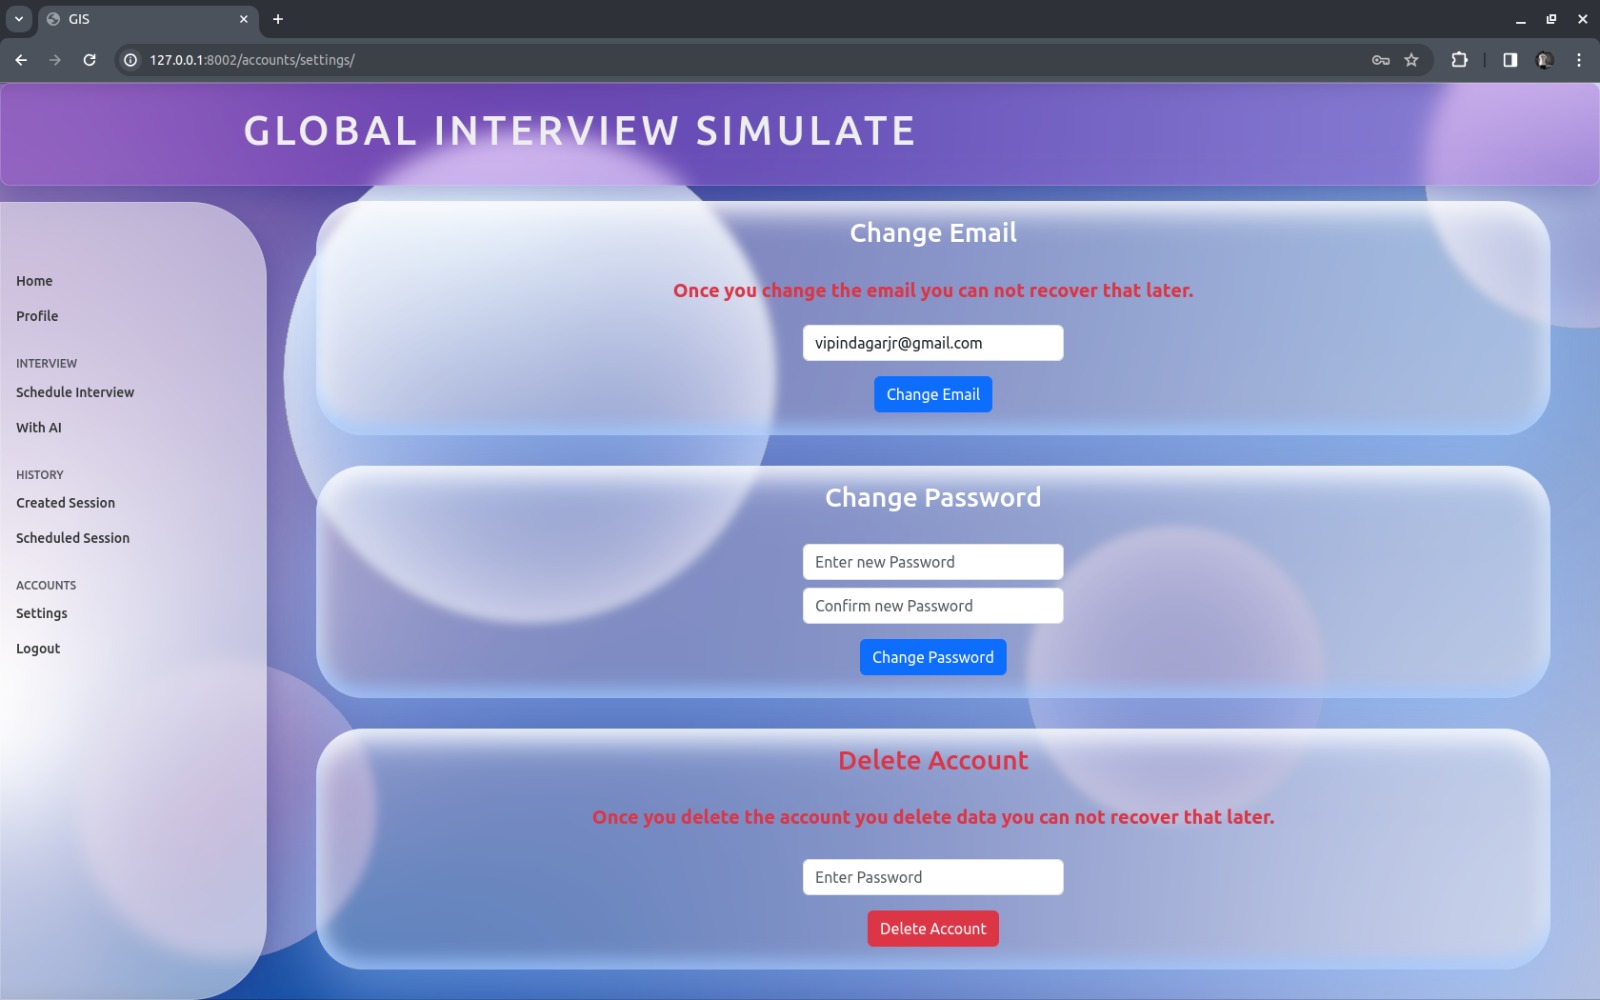 GIS
127.0.0.1:8002/accounts/settings/
GLOBAL INTERVIEW SIMULATE
Home
Profile
INTERVIEW
Schedule Interview
With AI
HISTORY
Created Session
Scheduled Session
ACCOUNTS
Settings
Logout
Change Email
Once you change the email you can not recover that later.
vipindagarjr@gmail.com
Change Email
Change Password
Enter new Password
Confirm new Password
Change Password
Delete Account
Once you delete the account you delete data you can not recover that later.
Enter Password
Delete Account